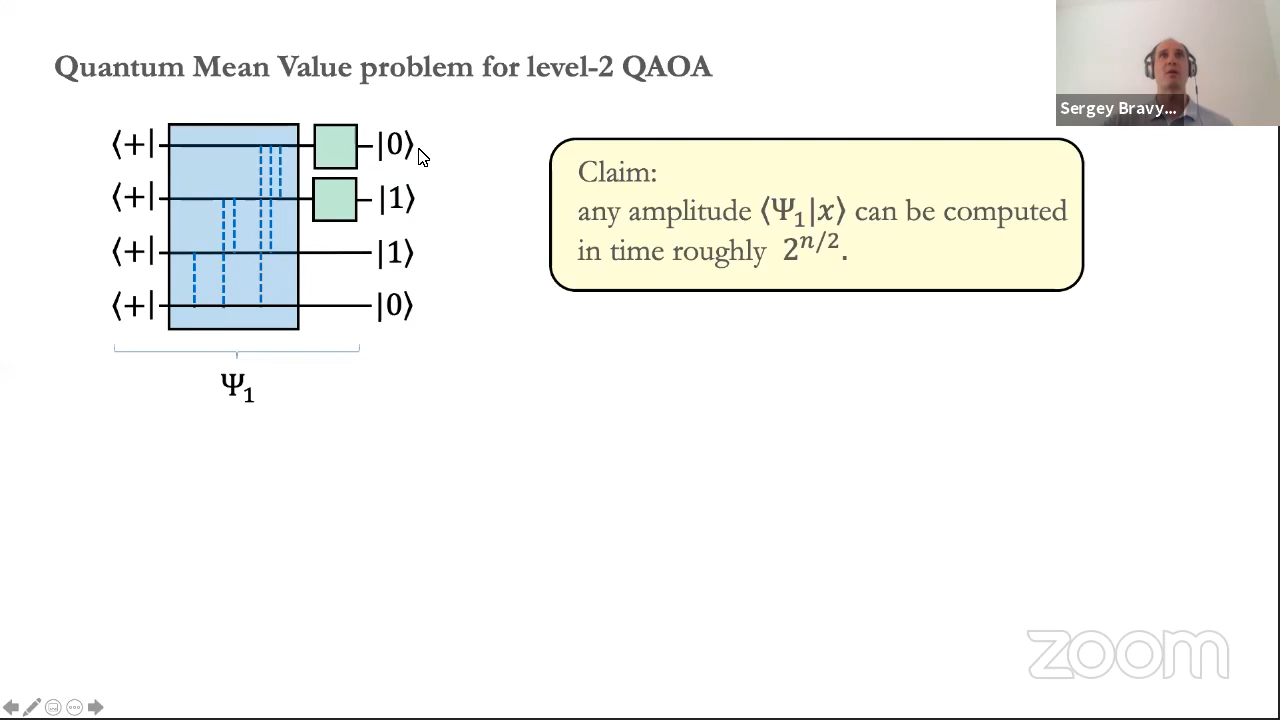 Quantum Mean Value problem for level-2 QAOA
Sergey Bravy...
⟨+| |0⟩
⟨+| |1⟩
⟨+| |1⟩
⟨+| |0⟩
Ψ₁
Claim:
any amplitude ⟨Ψ₁|x⟩ can be computed
in time roughly 2^{n/2}.
zoom